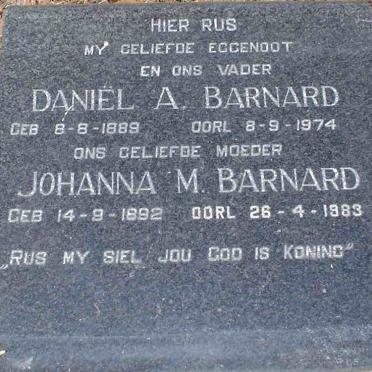 HIER RUS
MY GELIEFDE EGGENOOT
EN ONS VADER
DANIËL A. BARNARD
GEB 8-8-1889 OORL 8-9-1974
ONS GELIEFDE MOEDER
JOHANNA M. BARNARD
GEB 14-9-1892 OORL 26-4-1983
„RUS MY SIEL JOU GOD IS KONING"